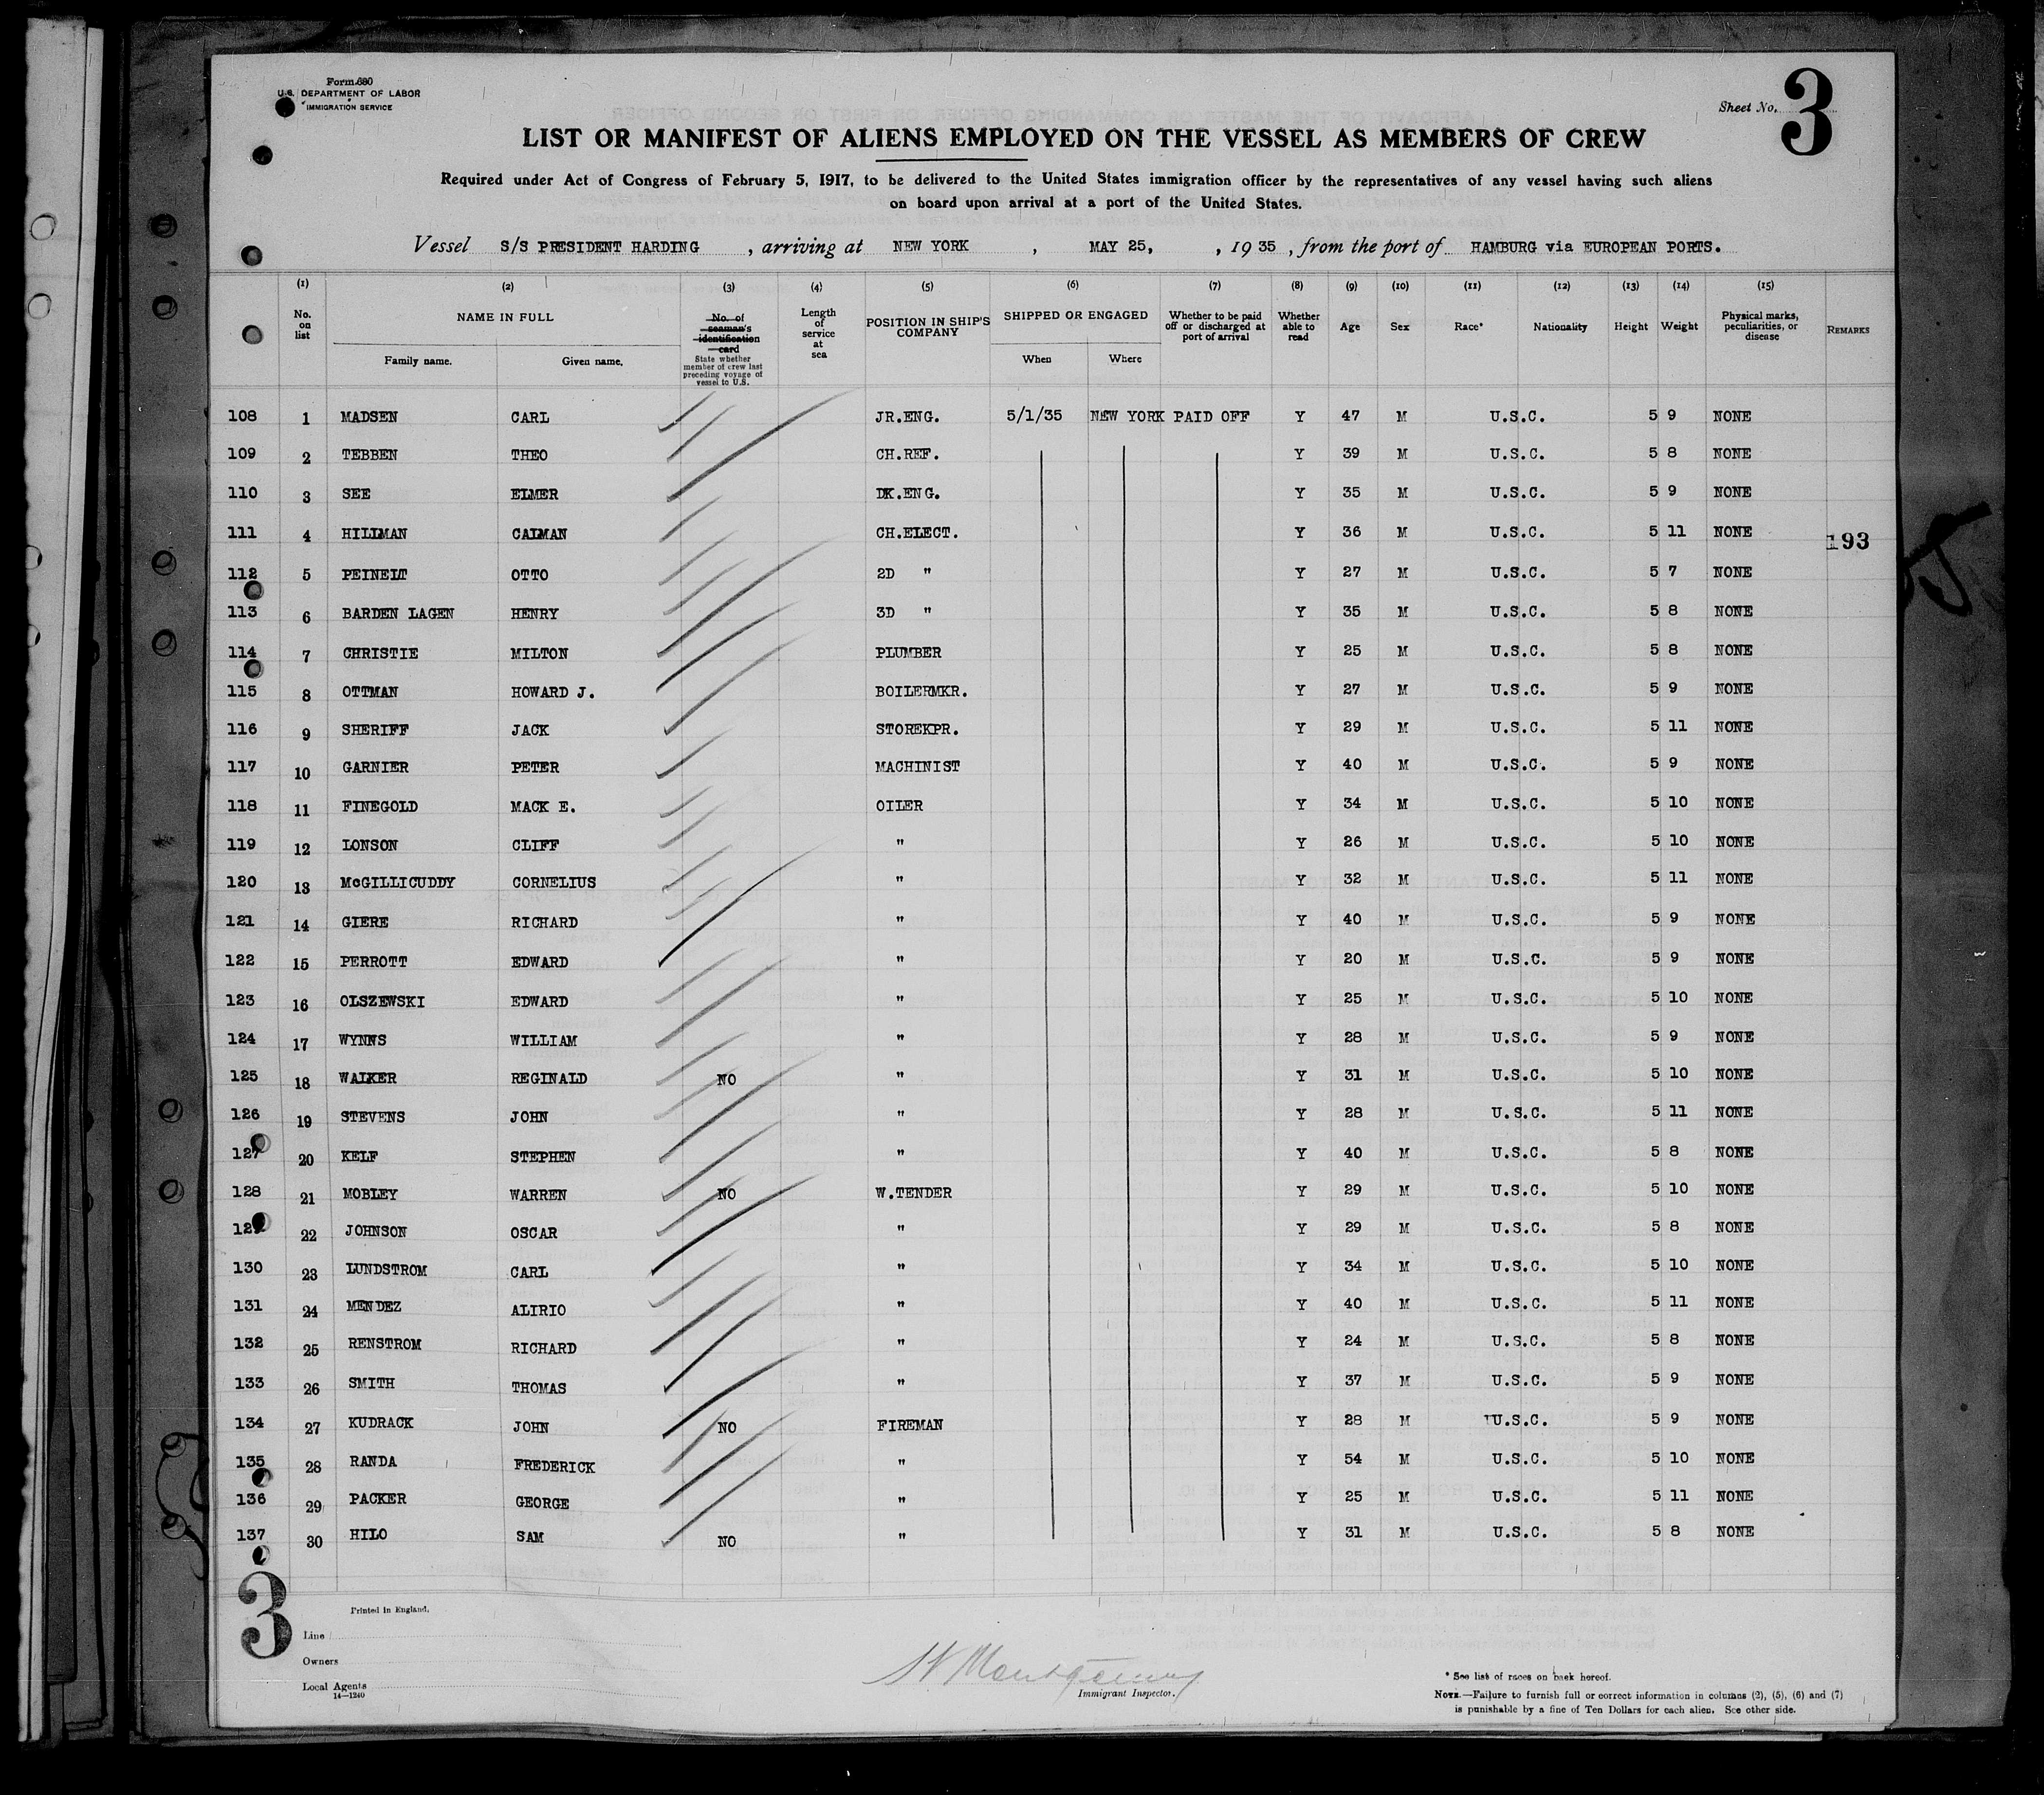 Form 680
U.S. DEPARTMENT OF LABOR
IMMIGRATION SERVICE
Sheet No. 3
LIST OR MANIFEST OF ALIENS EMPLOYED ON THE VESSEL AS MEMBERS OF CREW
Required under Act of Congress of February 5, 1917, to be delivered to the United States immigration officer by the representatives of any vessel having such aliens
on board upon arrival at a port of the United States.
Vessel S/S PRESIDENT HARDING , arriving at NEW YORK , MAY 25, , 19 35 , from the port of HAMBURG via EUROPEAN PORTS.
(1) (2) (3) (4) (5) (6) (7) (8) (9) (10) (11) (12) (13) (14) (15)
No. on list NAME IN FULL Family name. Given name. No. of seaman's identification card State whether member of crew last preceding voyage of vessel to U.S. Length of service at sea POSITION IN SHIP'S COMPANY SHIPPED OR ENGAGED When Where Whether to be paid off or discharged at port of arrival Whether able to read Age Sex Race* Nationality Height Weight Physical marks, peculiarities, or disease REMARKS
108 1 MADSEN CARL JR.ENG. 5/1/35 NEW YORK PAID OFF Y 47 M U.S.C. 5 9 NONE
109 2 TEBBEN THEO CH.REF. Y 39 M U.S.C. 5 8 NONE
110 3 SEE ELMER DK.ENG. Y 35 M U.S.C. 5 9 NONE
111 4 HILLMAN CALMAN CH.ELECT. Y 36 M U.S.C. 5 11 NONE 193
112 5 PEINELT OTTO 2D " Y 27 M U.S.C. 5 7 NONE
113 6 BARDEN LAGEN HENRY 3D " Y 35 M U.S.C. 5 8 NONE
114 7 CHRISTIE MILTON PLUMBER Y 25 M U.S.C. 5 8 NONE
115 8 OTTMAN HOWARD J. BOILERMKR. Y 27 M U.S.C. 5 9 NONE
116 9 SHERIFF JACK STOREKPR. Y 29 M U.S.C. 5 11 NONE
117 10 GARNIER PETER MACHINIST Y 40 M U.S.C. 5 9 NONE
118 11 FINEGOLD MACK E. OILER Y 34 M U.S.C. 5 10 NONE
119 12 LONSON CLIFF " Y 26 M U.S.C. 5 10 NONE
120 13 McGILLICUDDY CORNELIUS " Y 32 M U.S.C. 5 11 NONE
121 14 GIERE RICHARD " Y 40 M U.S.C. 5 9 NONE
122 15 PERROTT EDWARD " Y 20 M U.S.C. 5 9 NONE
123 16 OLSZEWSKI EDWARD " Y 25 M U.S.C. 5 10 NONE
124 17 WYNNS WILLIAM " Y 28 M U.S.C. 5 9 NONE
125 18 WALKER REGINALD NO " Y 31 M U.S.C. 5 10 NONE
126 19 STEVENS JOHN " Y 28 M U.S.C. 5 11 NONE
127 20 KELF STEPHEN " Y 40 M U.S.C. 5 8 NONE
128 21 MOBLEY WARREN NO W.TENDER Y 29 M U.S.C. 5 10 NONE
129 22 JOHNSON OSCAR " Y 29 M U.S.C. 5 8 NONE
130 23 LUNDSTROM CARL " Y 34 M U.S.C. 5 10 NONE
131 24 MENDEZ ALIRIO " Y 40 M U.S.C. 5 11 NONE
132 25 RENSTROM RICHARD " Y 24 M U.S.C. 5 8 NONE
133 26 SMITH THOMAS " Y 37 M U.S.C. 5 9 NONE
134 27 KUDRACK JOHN NO FIREMAN Y 28 M U.S.C. 5 9 NONE
135 28 RANDA FREDERICK " Y 54 M U.S.C. 5 10 NONE
136 29 PACKER GEORGE " Y 25 M U.S.C. 5 11 NONE
137 30 HILO SAM NO " Y 31 M U.S.C. 5 8 NONE
3
Printed in England.
Line
Owners
Local Agents
14—1240
Montgomery
Immigrant Inspector.
* See list of races on back hereof.
NOTE.—Failure to furnish full or correct information in columns (2), (5), (6) and (7)
is punishable by a fine of Ten Dollars for each alien. See other side.